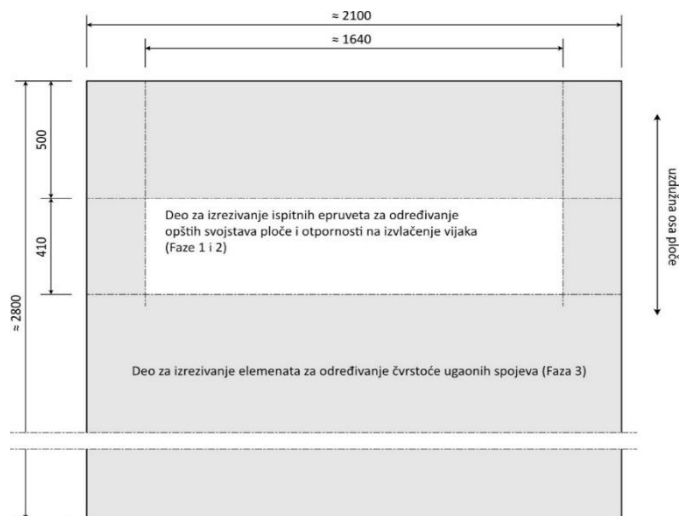 ≈ 2100
≈ 1640
500
410
≈ 2800
uzdužna osa ploče
Deo za izrezivanje ispitnih epruveta za određivanje
opštih svojstava ploče i otpornosti na izvlačenje vijaka
(Faze 1 i 2)
Deo za izrezivanje elemenata za određivanje čvrstoće ugaonih spojeva (Faza 3)